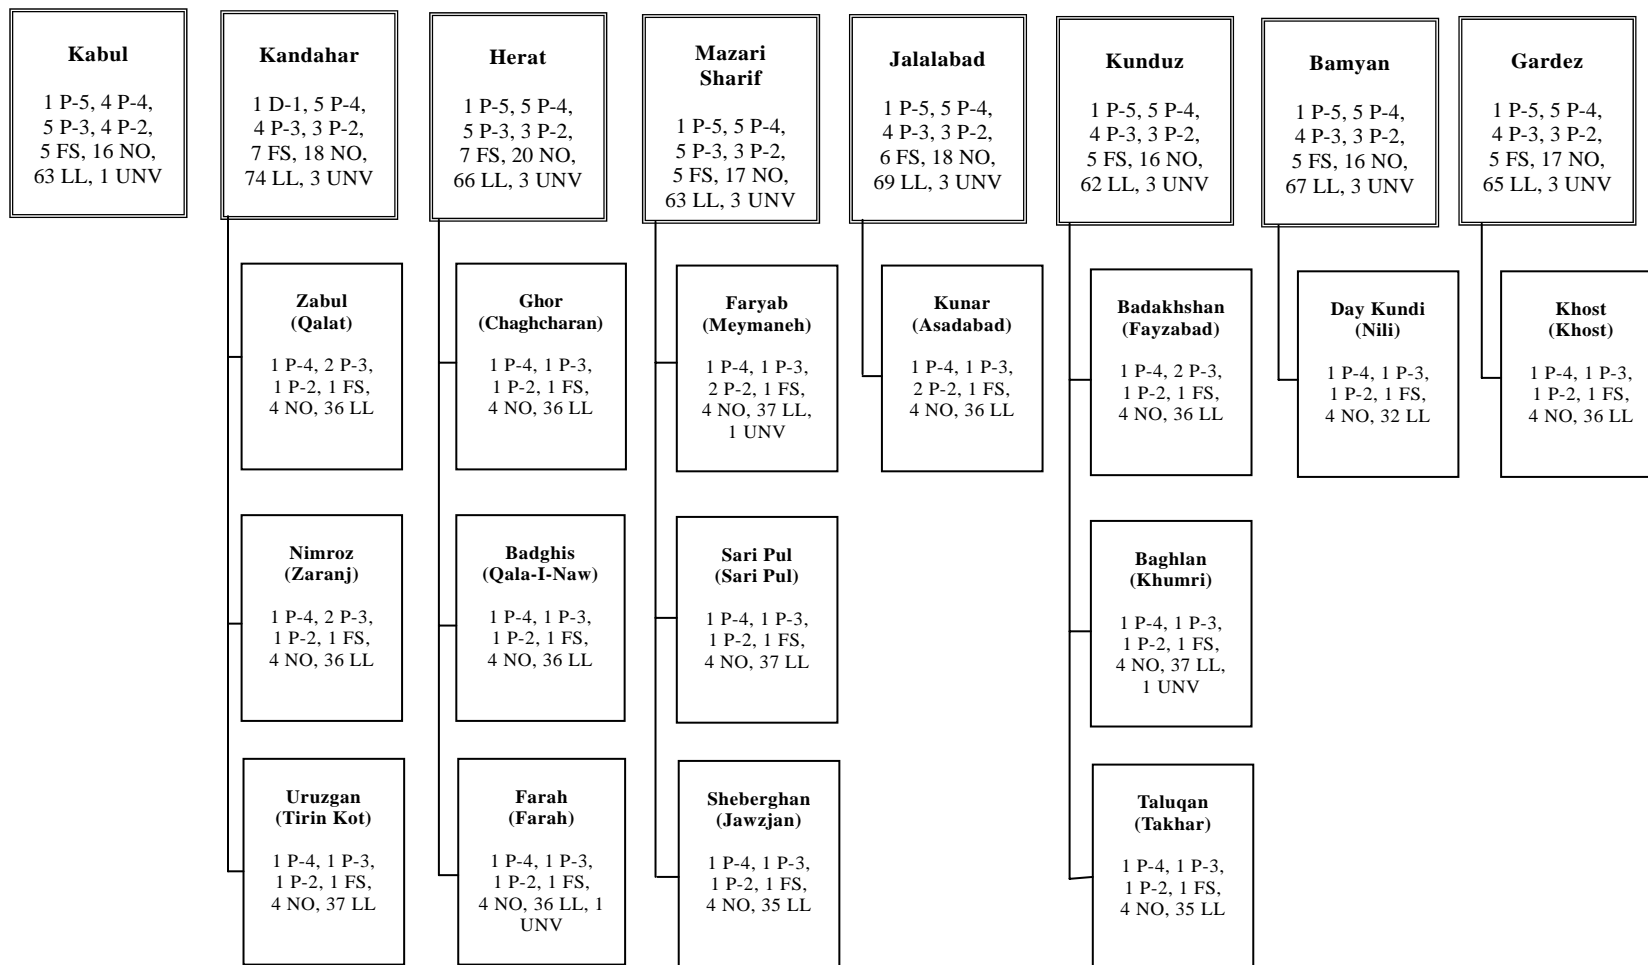 Kabul
1 P-5, 4 P-4,
5 P-3, 4 P-2,
5 FS, 16 NO,
63 LL, 1 UNV
Kandahar
1 D-1, 5 P-4,
4 P-3, 3 P-2,
7 FS, 18 NO,
74 LL, 3 UNV
Herat
1 P-5, 5 P-4,
5 P-3, 3 P-2,
7 FS, 20 NO,
66 LL, 3 UNV
Mazari
Sharif
1 P-5, 5 P-4,
5 P-3, 3 P-2,
5 FS, 17 NO,
63 LL, 3 UNV
Jalalabad
1 P-5, 5 P-4,
4 P-3, 3 P-2,
6 FS, 18 NO,
69 LL, 3 UNV
Kunduz
1 P-5, 5 P-4,
4 P-3, 3 P-2,
5 FS, 16 NO,
62 LL, 3 UNV
Bamyan
1 P-5, 5 P-4,
4 P-3, 3 P-2,
5 FS, 16 NO,
67 LL, 3 UNV
Gardez
1 P-5, 5 P-4,
4 P-3, 3 P-2,
5 FS, 17 NO,
65 LL, 3 UNV
Zabul
(Qalat)
1 P-4, 2 P-3,
1 P-2, 1 FS,
4 NO, 36 LL
Ghor
(Chaghcharan)
1 P-4, 1 P-3,
1 P-2, 1 FS,
4 NO, 36 LL
Faryab
(Meymaneh)
1 P-4, 1 P-3,
2 P-2, 1 FS,
4 NO, 37 LL,
1 UNV
Kunar
(Asadabad)
1 P-4, 1 P-3,
2 P-2, 1 FS,
4 NO, 36 LL
Badakhshan
(Fayzabad)
1 P-4, 2 P-3,
1 P-2, 1 FS,
4 NO, 36 LL
Day Kundi
(Nili)
1 P-4, 1 P-3,
1 P-2, 1 FS,
4 NO, 32 LL
Khost
(Khost)
1 P-4, 1 P-3,
1 P-2, 1 FS,
4 NO, 36 LL
Nimroz
(Zaranj)
1 P-4, 2 P-3,
1 P-2, 1 FS,
4 NO, 36 LL
Badghis
(Qala-I-Naw)
1 P-4, 1 P-3,
1 P-2, 1 FS,
4 NO, 36 LL
Sari Pul
(Sari Pul)
1 P-4, 1 P-3,
1 P-2, 1 FS,
4 NO, 37 LL
Baghlan
(Khumri)
1 P-4, 1 P-3,
1 P-2, 1 FS,
4 NO, 37 LL,
1 UNV
Uruzgan
(Tirin Kot)
1 P-4, 1 P-3,
1 P-2, 1 FS,
4 NO, 37 LL
Farah
(Farah)
1 P-4, 1 P-3,
1 P-2, 1 FS,
4 NO, 36 LL, 1
UNV
Sheberghan
(Jawzjan)
1 P-4, 1 P-3,
1 P-2, 1 FS,
4 NO, 35 LL
Taluqan
(Takhar)
1 P-4, 1 P-3,
1 P-2, 1 FS,
4 NO, 35 LL